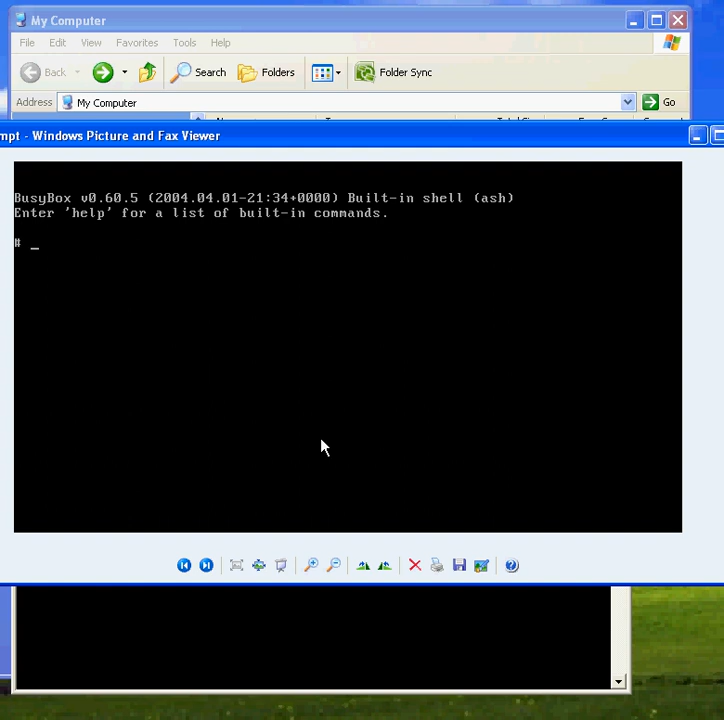 My Computer
File Edit View Favorites Tools Help
Back Search Folders Folder Sync
Address My Computer Go
mpt - Windows Picture and Fax Viewer
BusyBox v0.60.5 (2004.04.01-21:34+0000) Built-in shell (ash)
Enter 'help' for a list of built-in commands.
# _